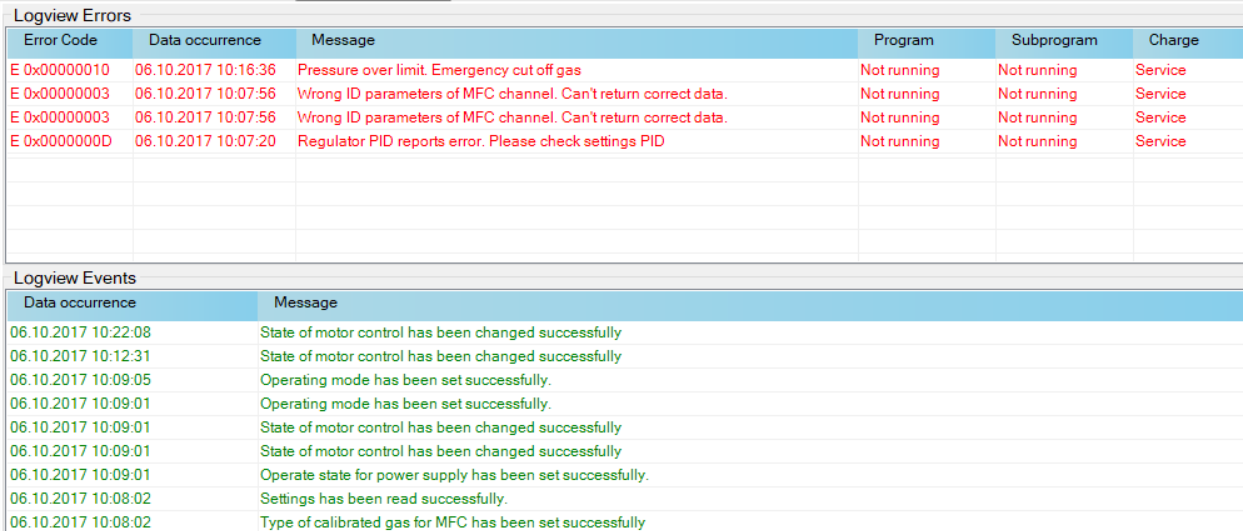 Logview Errors
Error Code Data occurrence Message Program Subprogram Charge
E 0x00000010 06.10.2017 10:16:36 Pressure over limit. Emergency cut off gas Not running Not running Service
E 0x00000003 06.10.2017 10:07:56 Wrong ID parameters of MFC channel. Can't return correct data. Not running Not running Service
E 0x00000003 06.10.2017 10:07:56 Wrong ID parameters of MFC channel. Can't return correct data. Not running Not running Service
E 0x0000000D 06.10.2017 10:07:20 Regulator PID reports error. Please check settings PID Not running Not running Service
Logview Events
Data occurrence Message
06.10.2017 10:22:08 State of motor control has been changed successfully
06.10.2017 10:12:31 State of motor control has been changed successfully
06.10.2017 10:09:05 Operating mode has been set successfully.
06.10.2017 10:09:01 Operating mode has been set successfully.
06.10.2017 10:09:01 State of motor control has been changed successfully
06.10.2017 10:09:01 State of motor control has been changed successfully
06.10.2017 10:09:01 Operate state for power supply has been set successfully.
06.10.2017 10:08:02 Settings has been read successfully.
06.10.2017 10:08:02 Type of calibrated gas for MFC has been set successfully